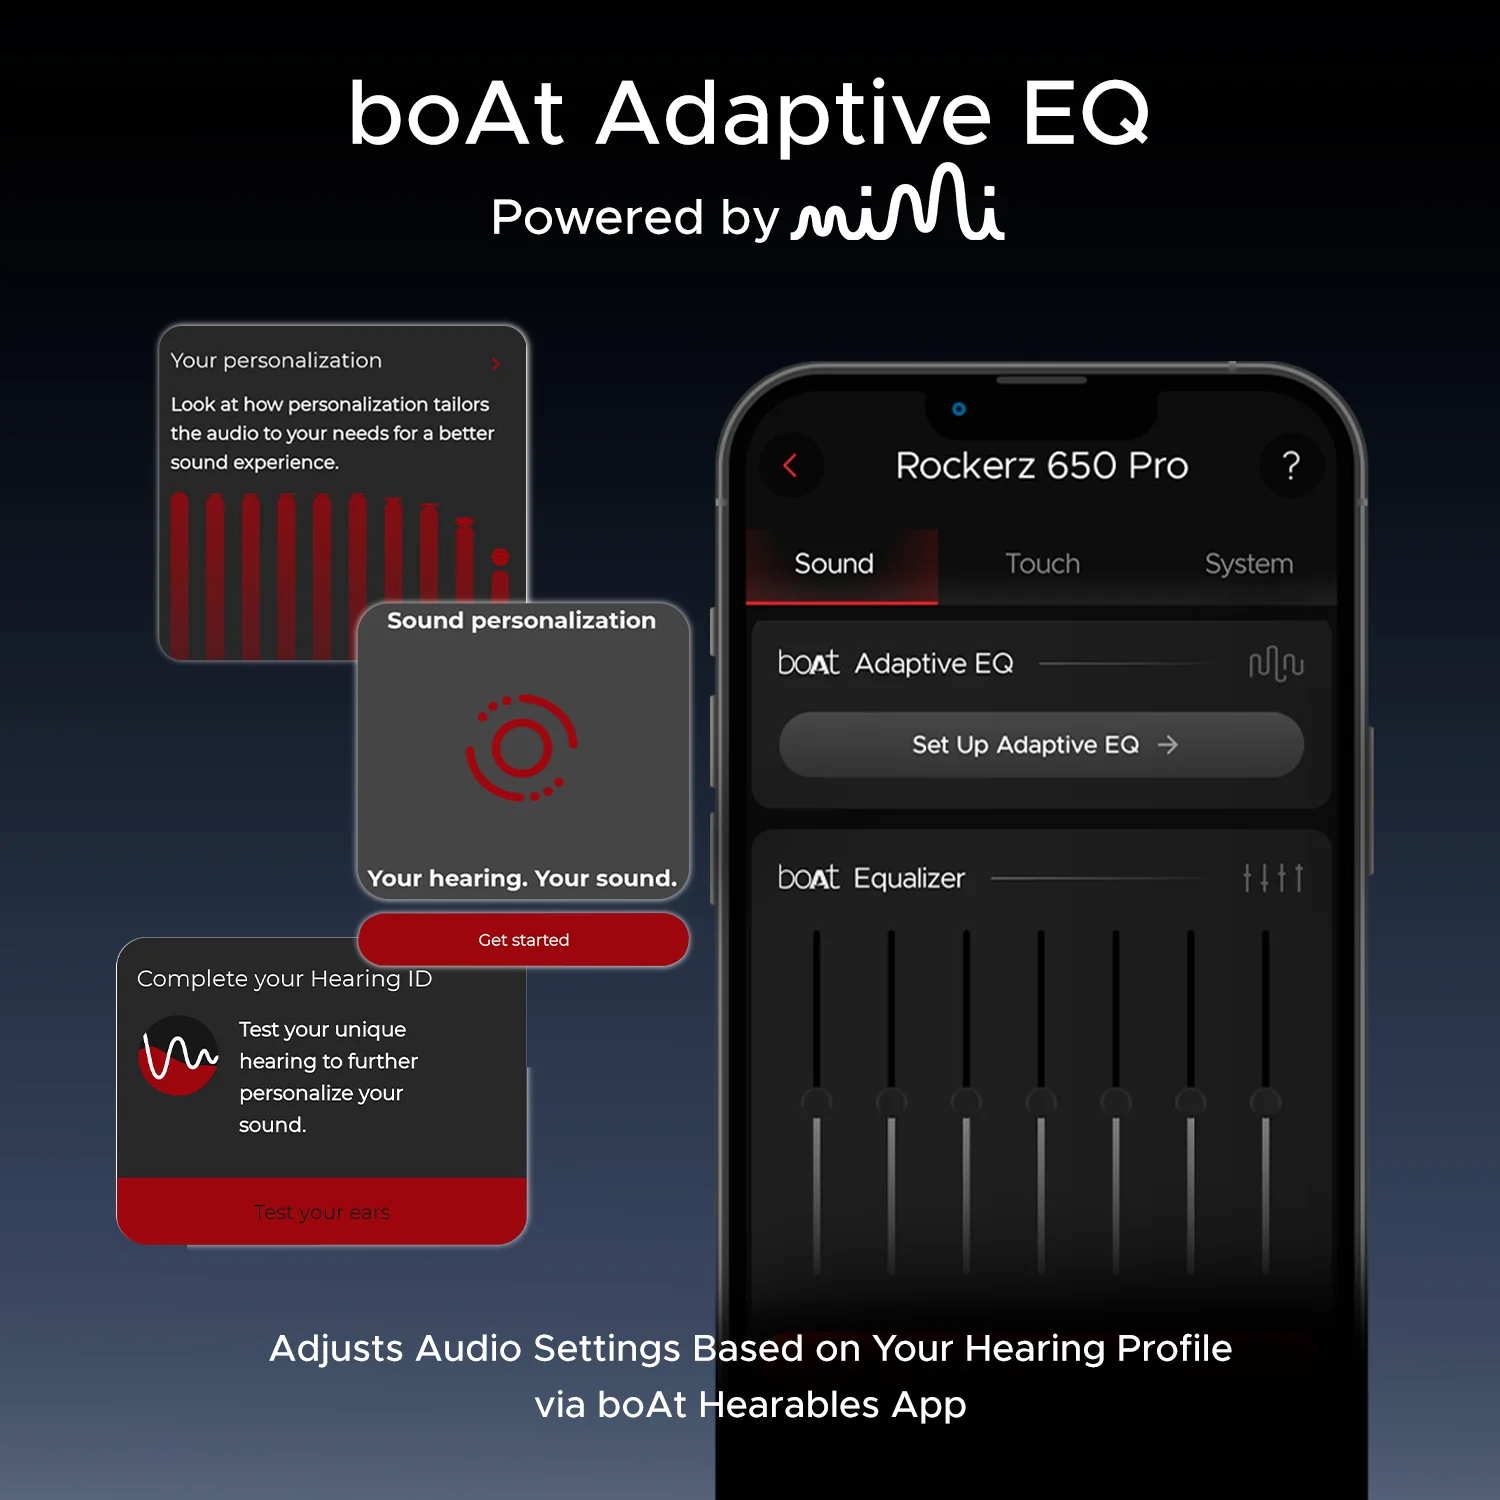 boAt Adaptive EQ
Powered by mimi
Your personalization
Look at how personalization tailors
the audio to your needs for a better
sound experience.
Sound personalization
Your hearing. Your sound.
Get started
Complete your Hearing ID
Test your unique
hearing to further
personalize your
sound.
Test your ears
Rockerz 650 Pro
?
Sound Touch System
boAt Adaptive EQ
Set Up Adaptive EQ →
boAt Equalizer
Adjusts Audio Settings Based on Your Hearing Profile
via boAt Hearables App